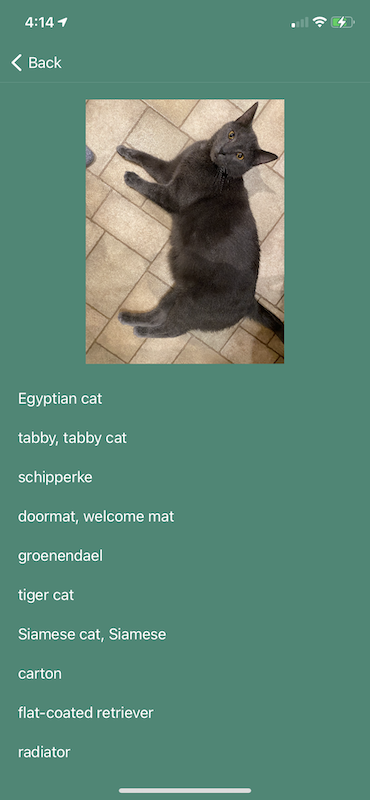 4:14
Back
Egyptian cat
tabby, tabby cat
schipperke
doormat, welcome mat
groenendael
tiger cat
Siamese cat, Siamese
carton
flat-coated retriever
radiator